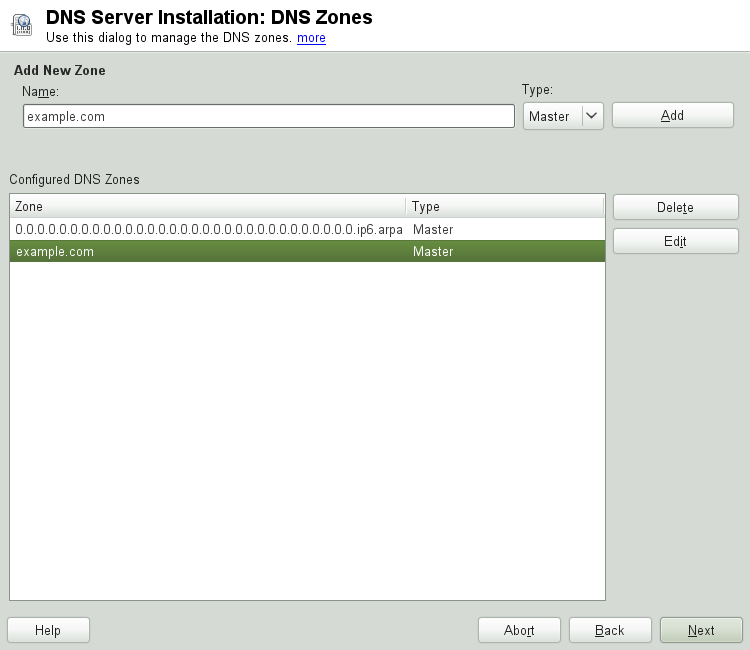 DNS Server Installation: DNS Zones
Use this dialog to manage the DNS zones. more
Add New Zone
Name:
Type:
example.com
Master
Add
Configured DNS Zones
Zone Type
0.0.0.0.0.0.0.0.0.0.0.0.0.0.0.0.0.0.0.0.0.0.0.0.0.0.0.0.0.0.0.ip6.arpa Master
example.com Master
Delete
Edit
Help
Abort
Back
Next